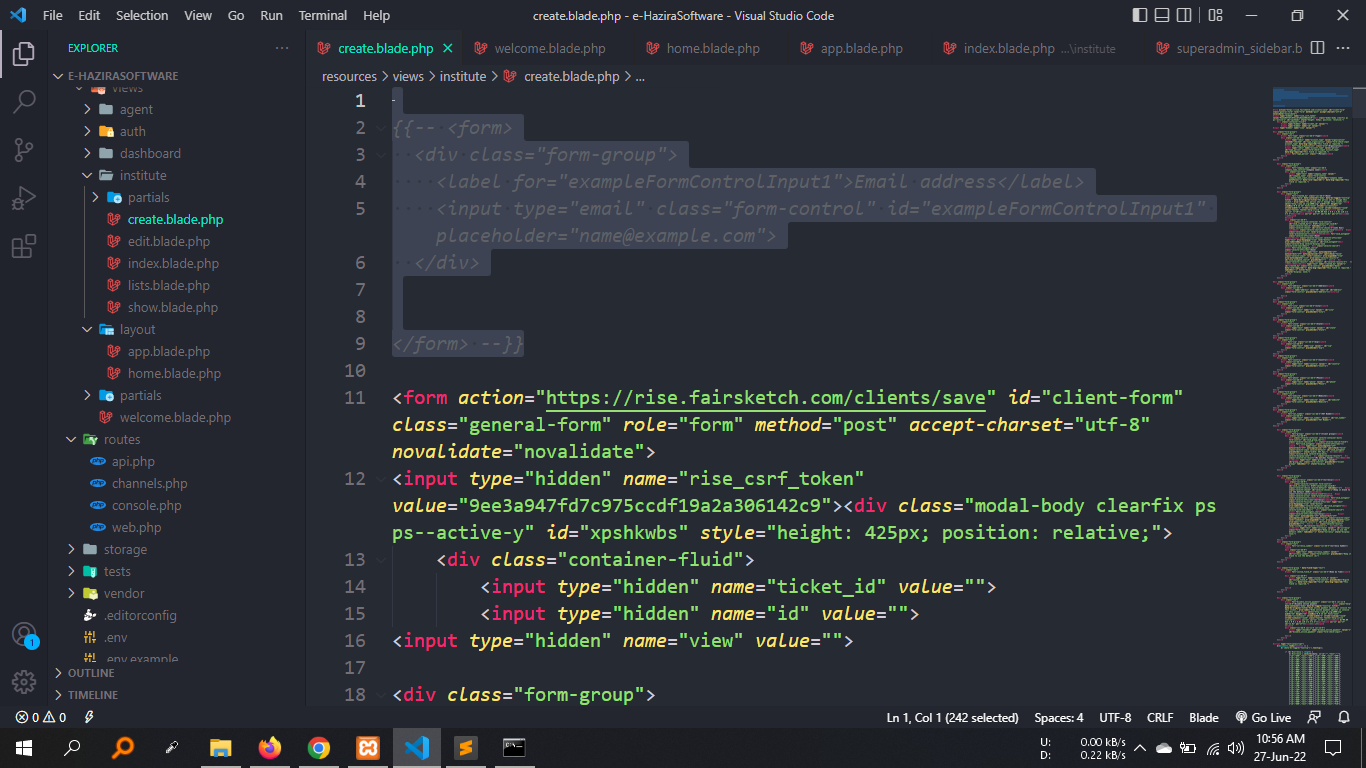 File Edit Selection View Go Run Terminal Help
create.blade.php - e-HaziraSoftware - Visual Studio Code
EXPLORER ···
E-HAZIRASOFTWARE
views
agent
auth
dashboard
institute
partials
create.blade.php
edit.blade.php
index.blade.php
lists.blade.php
show.blade.php
layout
app.blade.php
home.blade.php
partials
welcome.blade.php
routes
api.php
channels.php
console.php
web.php
storage
tests
vendor
.editorconfig
.env
.env.example
OUTLINE
TIMELINE
create.blade.php
welcome.blade.php
home.blade.php
app.blade.php
index.blade.php ...\institute
superadmin_sidebar.b
resources > views > institute > create.blade.php > ...
1
2 {{-- <form>
3 <div class="form-group">
4 <label for="exampleFormControlInput1">Email address</label>
5 <input type="email" class="form-control" id="exampleFormControlInput1"
placeholder="name@example.com">
6 </div>
7
8
9 </form> --}}
10
11 <form action="https://rise.fairsketch.com/clients/save" id="client-form"
class="general-form" role="form" method="post" accept-charset="utf-8"
novalidate="novalidate">
12 <input type="hidden" name="rise_csrf_token"
value="9ee3a947fd7c975ccdf19a2a306142c9"><div class="modal-body clearfix ps
ps--active-y" id="xpshkwbs" style="height: 425px; position: relative;">
13 <div class="container-fluid">
14 <input type="hidden" name="ticket_id" value="">
15 <input type="hidden" name="id" value="">
16 <input type="hidden" name="view" value="">
17
18 <div class="form-group">
1
0 0
Ln 1, Col 1 (242 selected) Spaces: 4 UTF-8 CRLF Blade Go Live
U: 0.00 kB/s
D: 0.22 kB/s
10:56 AM
27-Jun-22